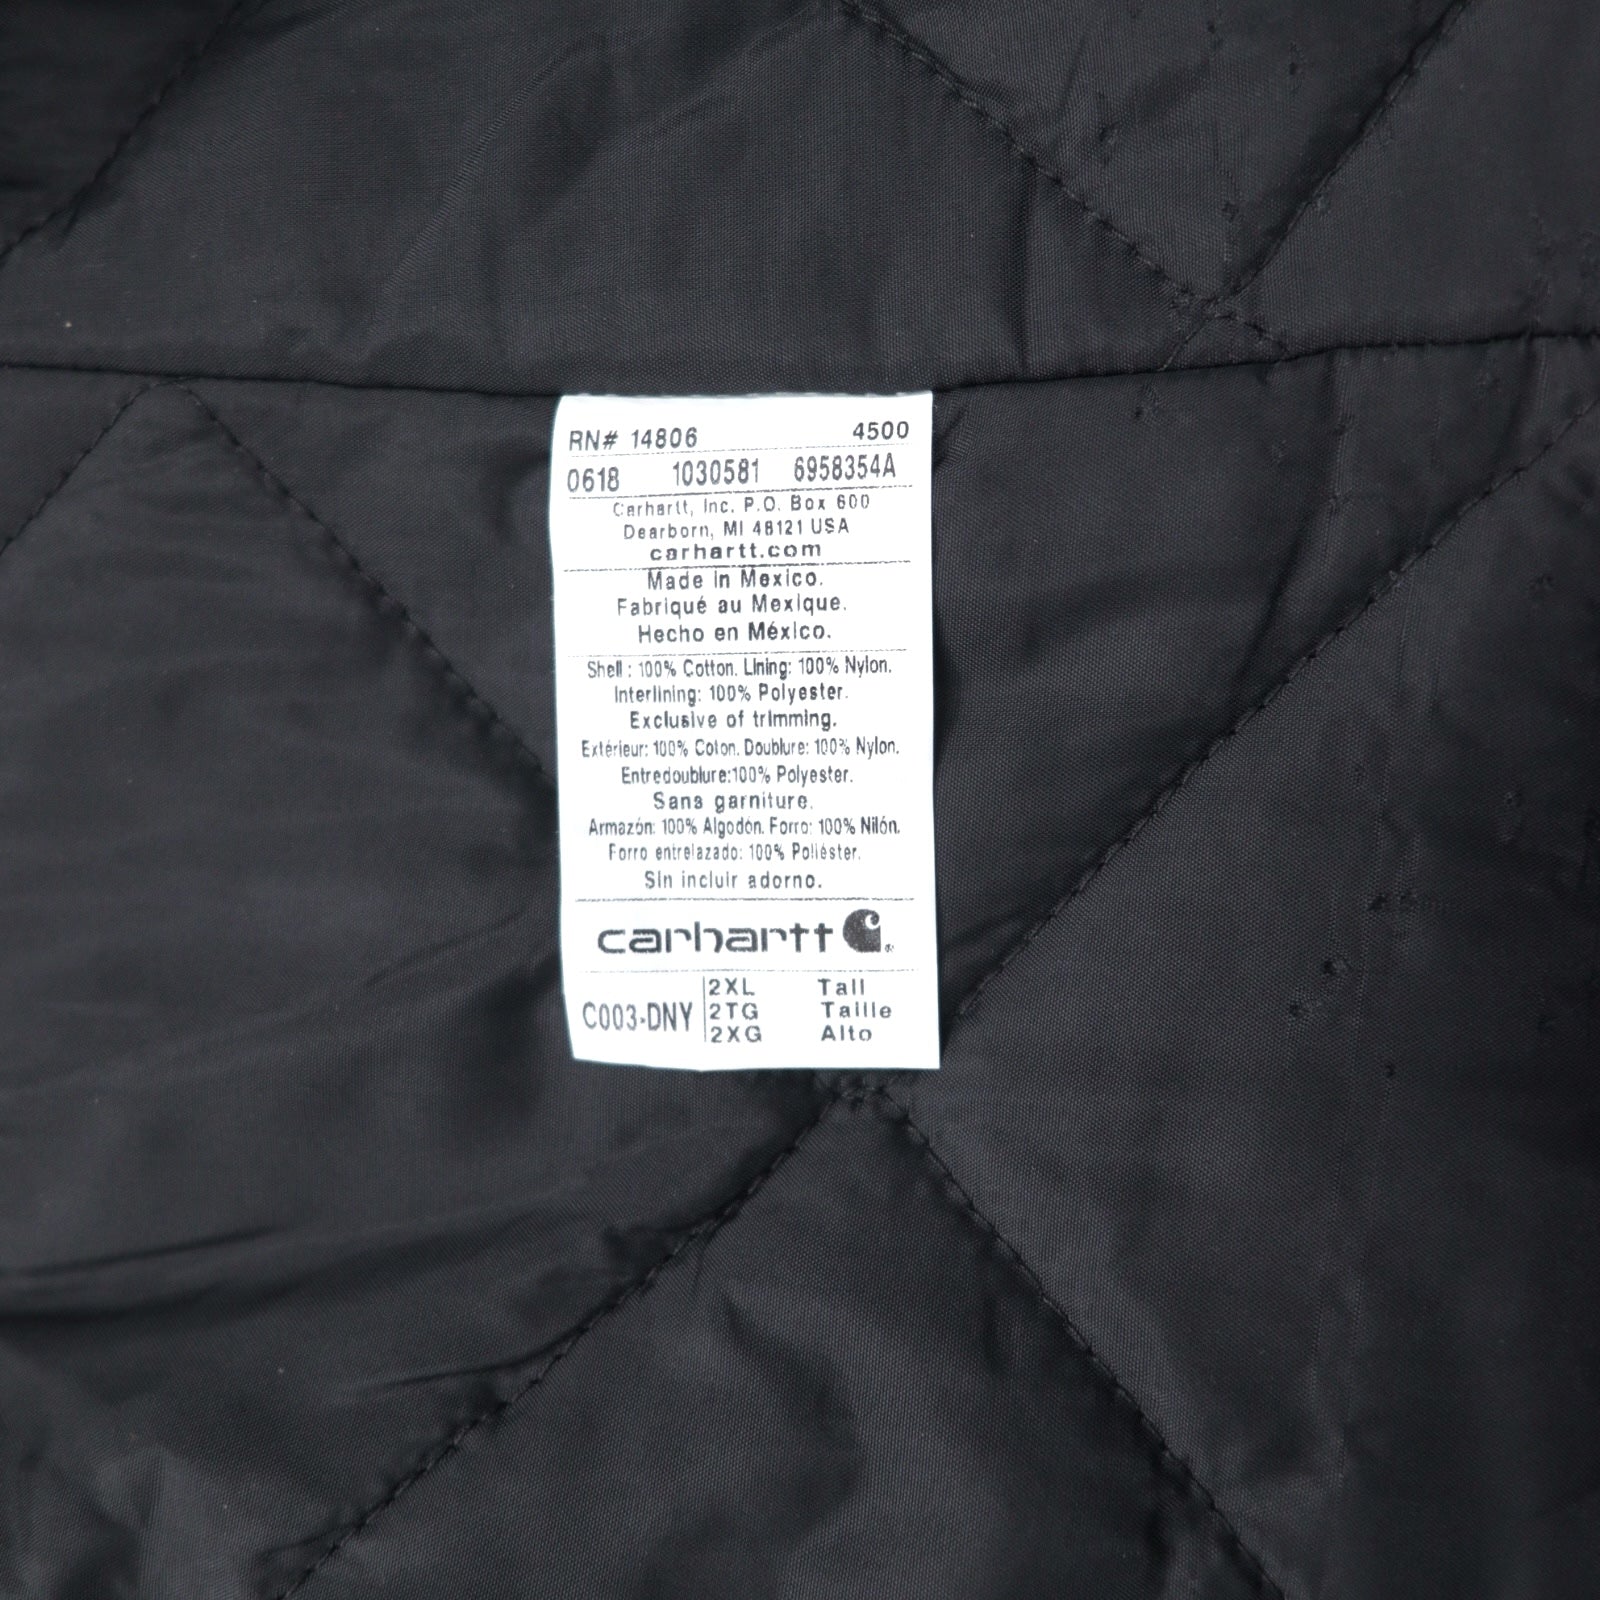 RN# 14806 4500
0618 1030581 6958354A
Carhartt, Inc. P.O. Box 600
Dearborn, MI 48121 USA
carhartt.com
Made in Mexico.
Fabriqué au Mexique.
Hecho en México.
Shell : 100% Cotton. Lining: 100% Nylon.
Interlining: 100% Polyester.
Exclusive of trimming.
Extérieur: 100% Coton. Doublure: 100% Nylon.
Entredoublure:100% Polyester.
Sans garniture.
Armazón: 100% Algodón. Forro: 100% Nilón.
Forro entrelazado: 100% Poliéster.
Sin incluir adorno.
carhartt
C003-DNY
2XL Tall
2TG Taille
2XG Alto